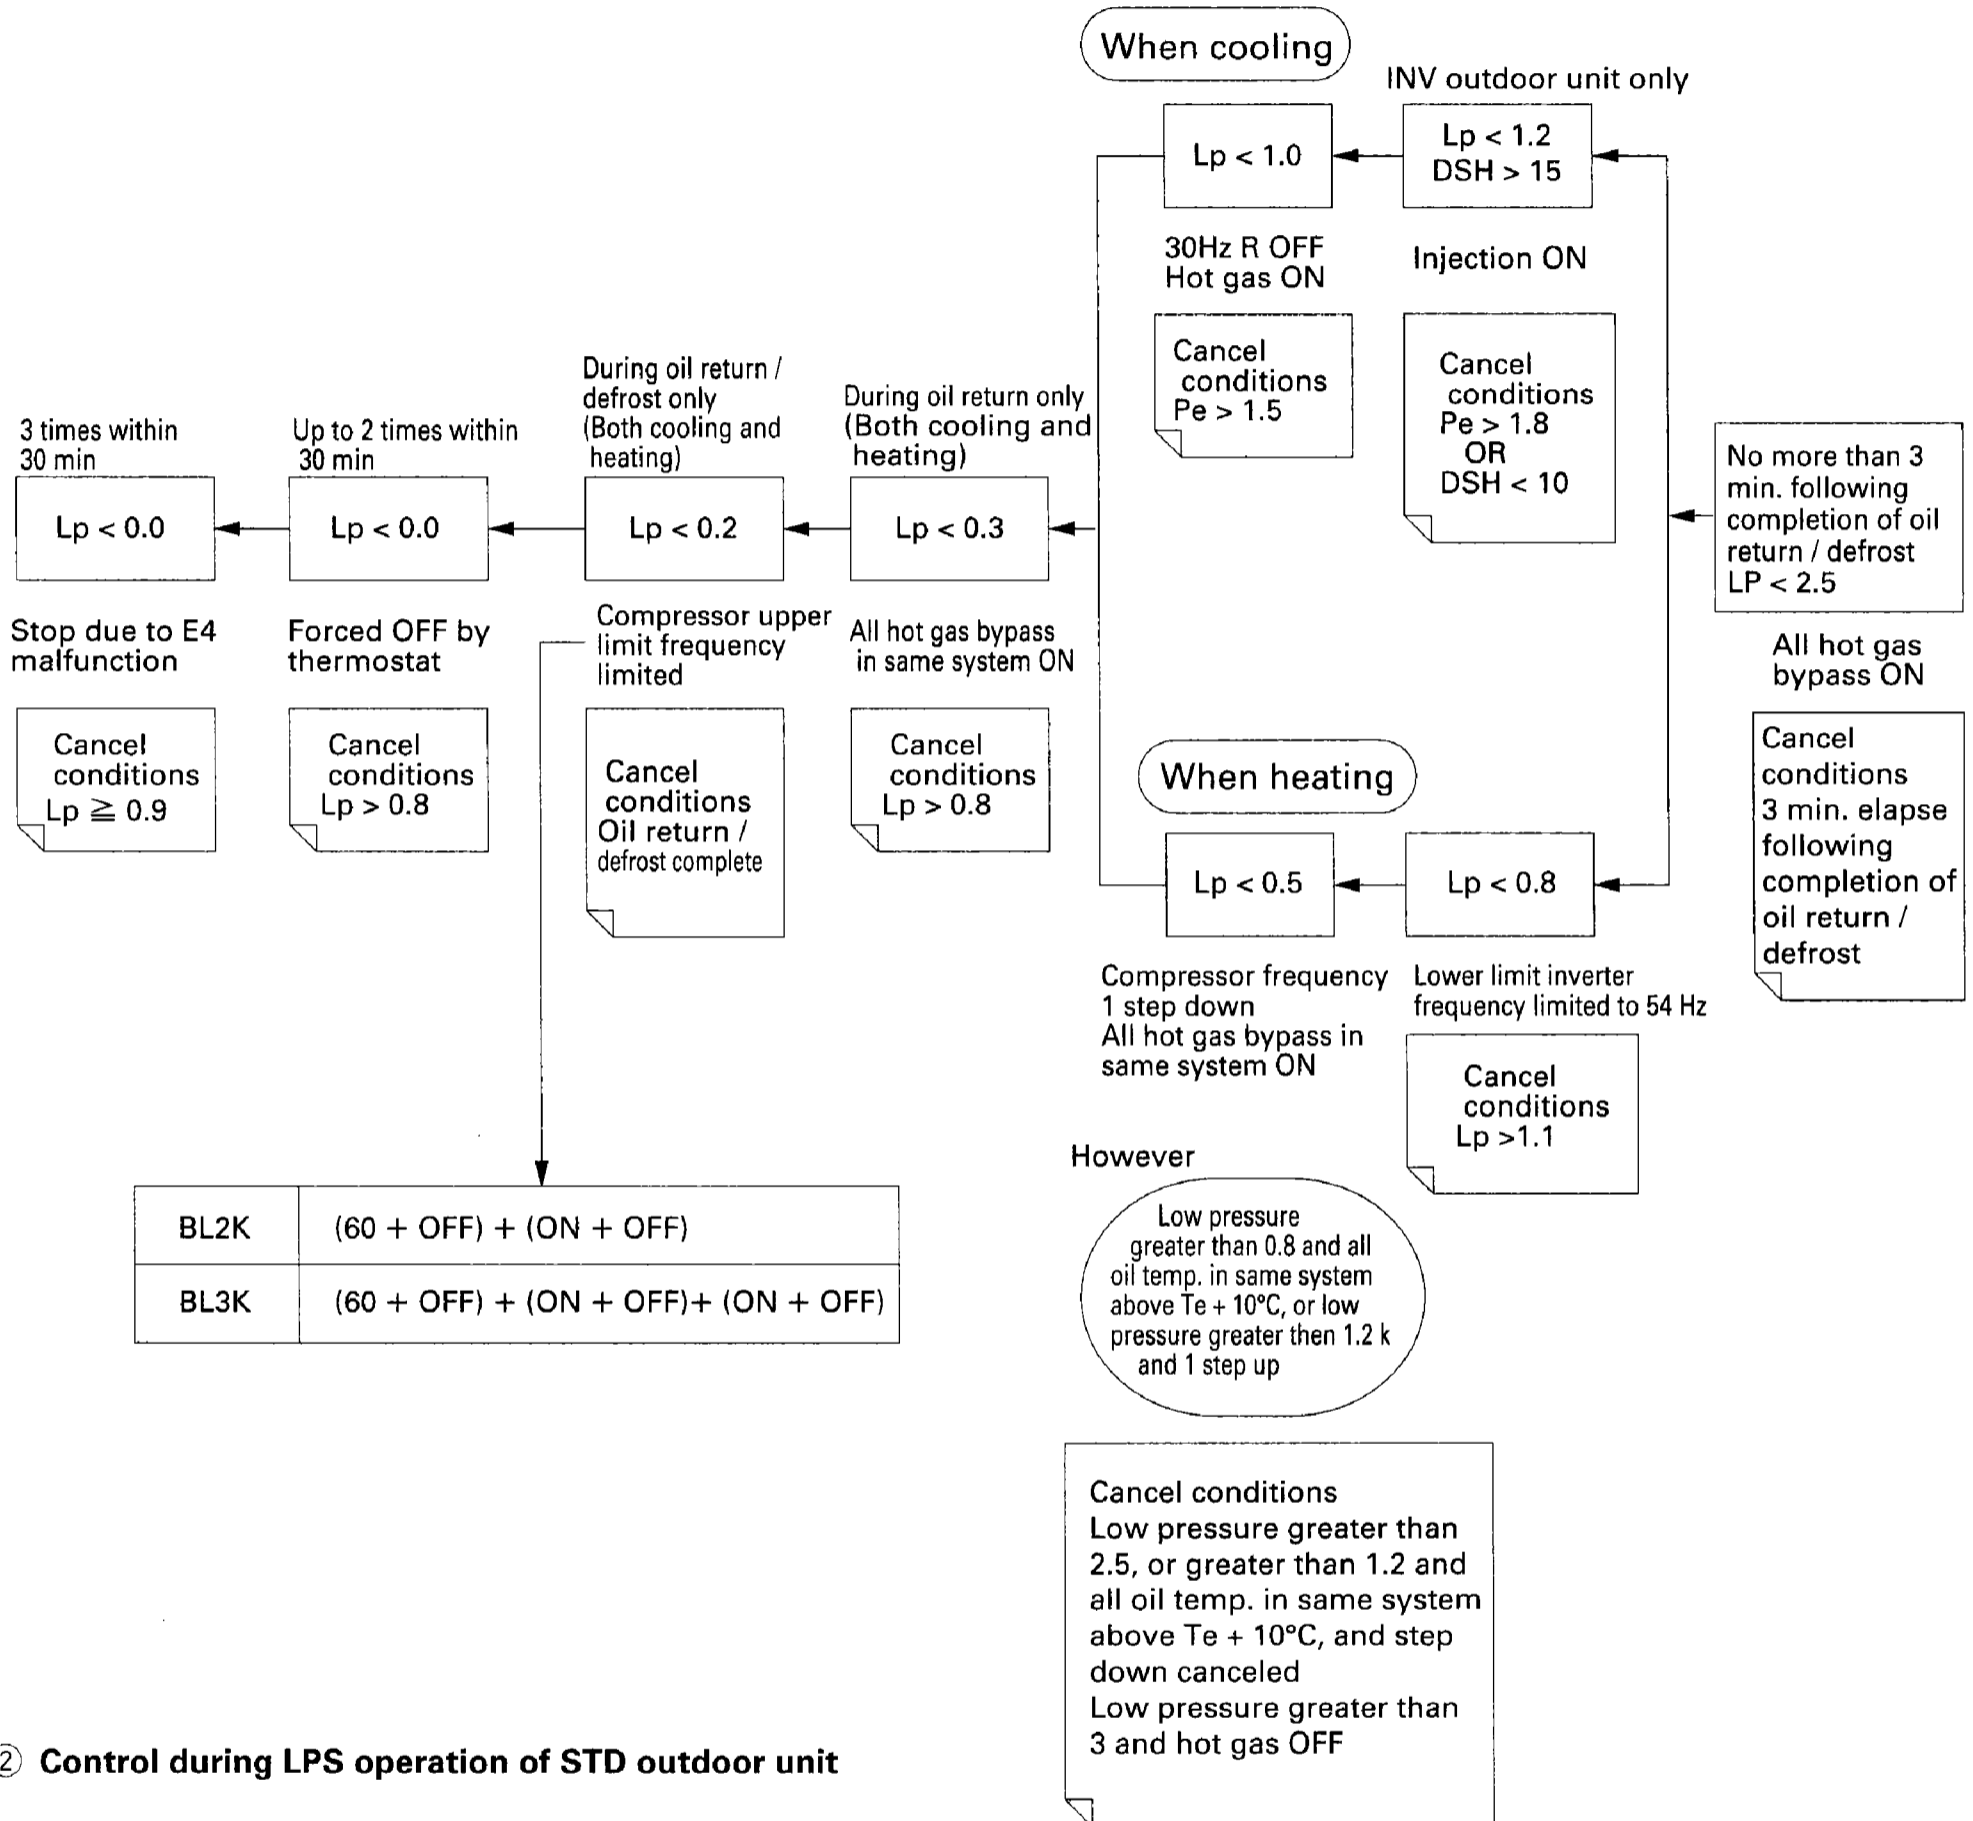 When cooling
INV outdoor unit only
Lp < 1.0
Lp < 1.2
DSH > 15
30Hz R OFF
Hot gas ON
Injection ON
Cancel
conditions
Pe > 1.5
Cancel
conditions
Pe > 1.8
OR
DSH < 10
3 times within
30 min
Lp < 0.0
Stop due to E4
malfunction
Cancel
conditions
Lp ≧ 0.9
Up to 2 times within
30 min
Lp < 0.0
Forced OFF by
thermostat
Cancel
conditions
Lp > 0.8
During oil return /
defrost only
(Both cooling and
heating)
Lp < 0.2
Compressor upper
limit frequency
limited
Cancel
conditions
Oil return /
defrost complete
During oil return only
(Both cooling and
heating)
Lp < 0.3
All hot gas bypass
in same system ON
Cancel
conditions
Lp > 0.8
No more than 3
min. following
completion of oil
return / defrost
LP < 2.5
All hot gas
bypass ON
Cancel
conditions
3 min. elapse
following
completion of
oil return /
defrost
When heating
Lp < 0.5
Lp < 0.8
Compressor frequency
1 step down
All hot gas bypass in
same system ON
Lower limit inverter
frequency limited to 54 Hz
Cancel
conditions
Lp >1.1
However
Low pressure
greater than 0.8 and all
oil temp. in same system
above Te + 10°C, or low
pressure greater then 1.2 k
and 1 step up
BL2K (60 + OFF) + (ON + OFF)
BL3K (60 + OFF) + (ON + OFF)+ (ON + OFF)
Cancel conditions
Low pressure greater than
2.5, or greater than 1.2 and
all oil temp. in same system
above Te + 10°C, and step
down canceled
Low pressure greater than
3 and hot gas OFF
② Control during LPS operation of STD outdoor unit